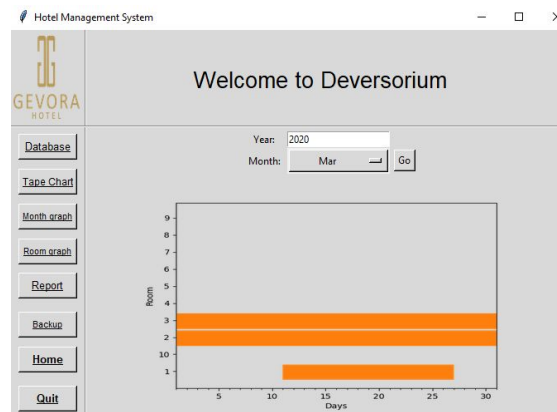 Hotel Management System
GEVORA
HOTEL
Welcome to Deversorium
Database
Tape Chart
Month graph
Room graph
Report
Backup
Home
Quit
Year: 2020
Month: Mar Go
Room
9
8
7
6
5
4
3
2
10
1
5 10 15 20 25 30
Days